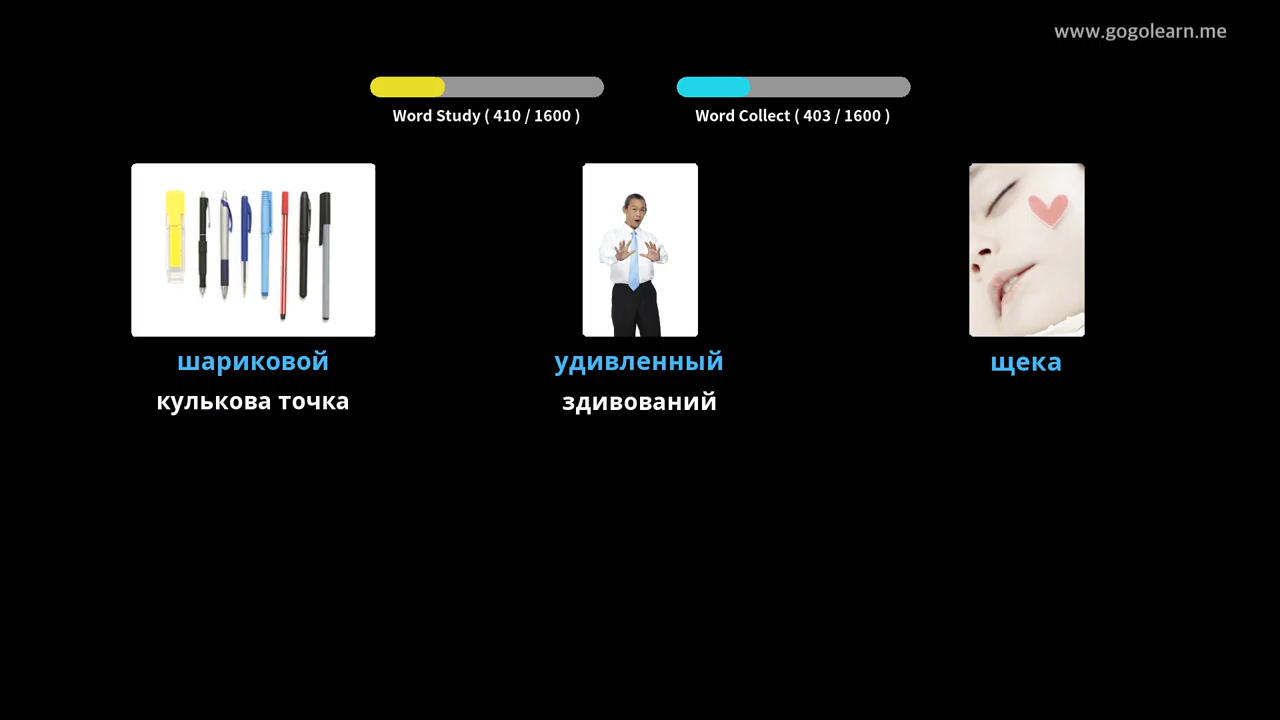 www.gogolearn.me
Word Study ( 410 / 1600 )
Word Collect ( 403 / 1600 )
шариковой
удивленный
щека
кулькова точка
здивований